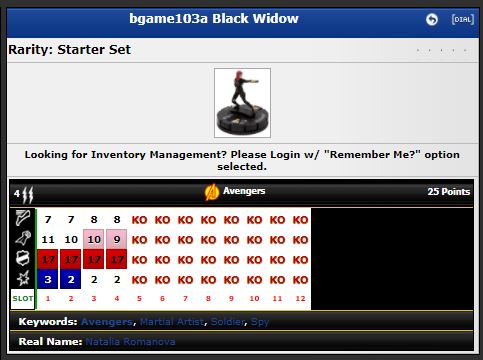 bgame103a Black Widow
[DIAL]
Rarity: Starter Set
Looking for Inventory Management? Please Login w/ "Remember Me?" option
selected.
4 Avengers 25 Points
7 7 8 8 KO KO KO KO KO KO KO KO
11 10 10 9 KO KO KO KO KO KO KO KO
17 17 17 17 KO KO KO KO KO KO KO KO
3 2 2 2 KO KO KO KO KO KO KO KO
SLOT 1 2 3 4 5 6 7 8 9 10 11 12
Keywords: Avengers, Martial Artist, Soldier, Spy
Real Name: Natalia Romanova